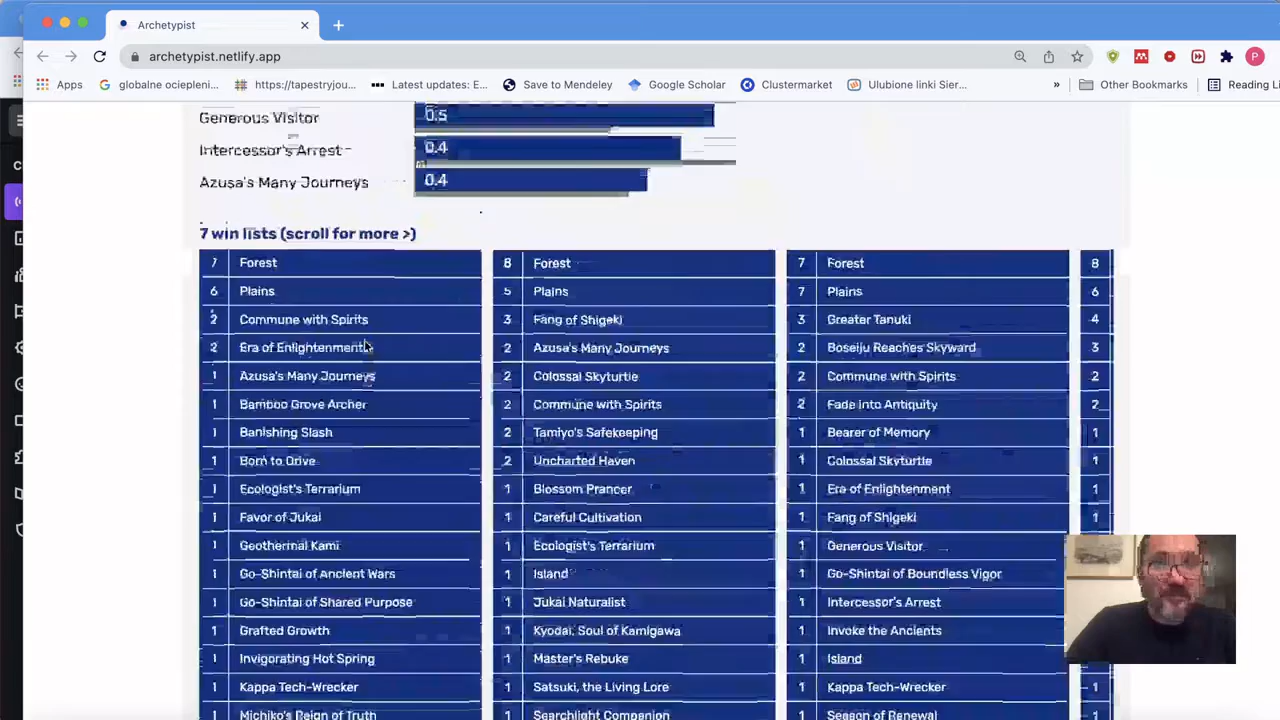 Archetypist
archetypist.netlify.app
P
Apps
globalne ociepleni...
https://tapestryjou...
Latest updates: E...
Save to Mendeley
Google Scholar
Clustermarket
Ulubione linki Sier...
»
Other Bookmarks
Reading Li
Generous Visitor 0.5
Intercessor's Arrest 0.4
Azusa's Many Journeys 0.4
7 win lists (scroll for more >)
7 Forest 8 Forest 7 Forest 8
6 Plains 5 Plains 7 Plains 6
2 Commune with Spirits 3 Fang of Shigeki 3 Greater Tanuki 4
2 Era of Enlightenment 2 Azusa's Many Journeys 2 Boseiju Reaches Skyward 3
1 Azusa's Many Journeys 2 Colossal Skyturtle 2 Commune with Spirits 2
1 Bamboo Grove Archer 2 Commune with Spirits 2 Fade into Antiquity 2
1 Banishing Slash 2 Tamiyo's Safekeeping 1 Bearer of Memory 1
1 Born to Drive 2 Uncharted Haven 1 Colossal Skyturtle 1
1 Ecologist's Terrarium 1 Blossom Prancer 1 Era of Enlightenment 1
1 Favor of Jukai 1 Careful Cultivation 1 Fang of Shigeki 1
1 Geothermal Kami 1 Ecologist's Terrarium 1 Generous Visitor
1 Go-Shintai of Ancient Wars 1 Island 1 Go-Shintai of Boundless Vigor
1 Go-Shintai of Shared Purpose 1 Jukai Naturalist 1 Intercessor's Arrest
1 Grafted Growth 1 Kyodai, Soul of Kamigawa 1 Invoke the Ancients
1 Invigorating Hot Spring 1 Master's Rebuke 1 Island
1 Kappa Tech-Wrecker 1 Satsuki, the Living Lore 1 Kappa Tech-Wrecker 1
1 Michiko's Reign of Truth 1 Searchlight Companion 1 Season of Renewal